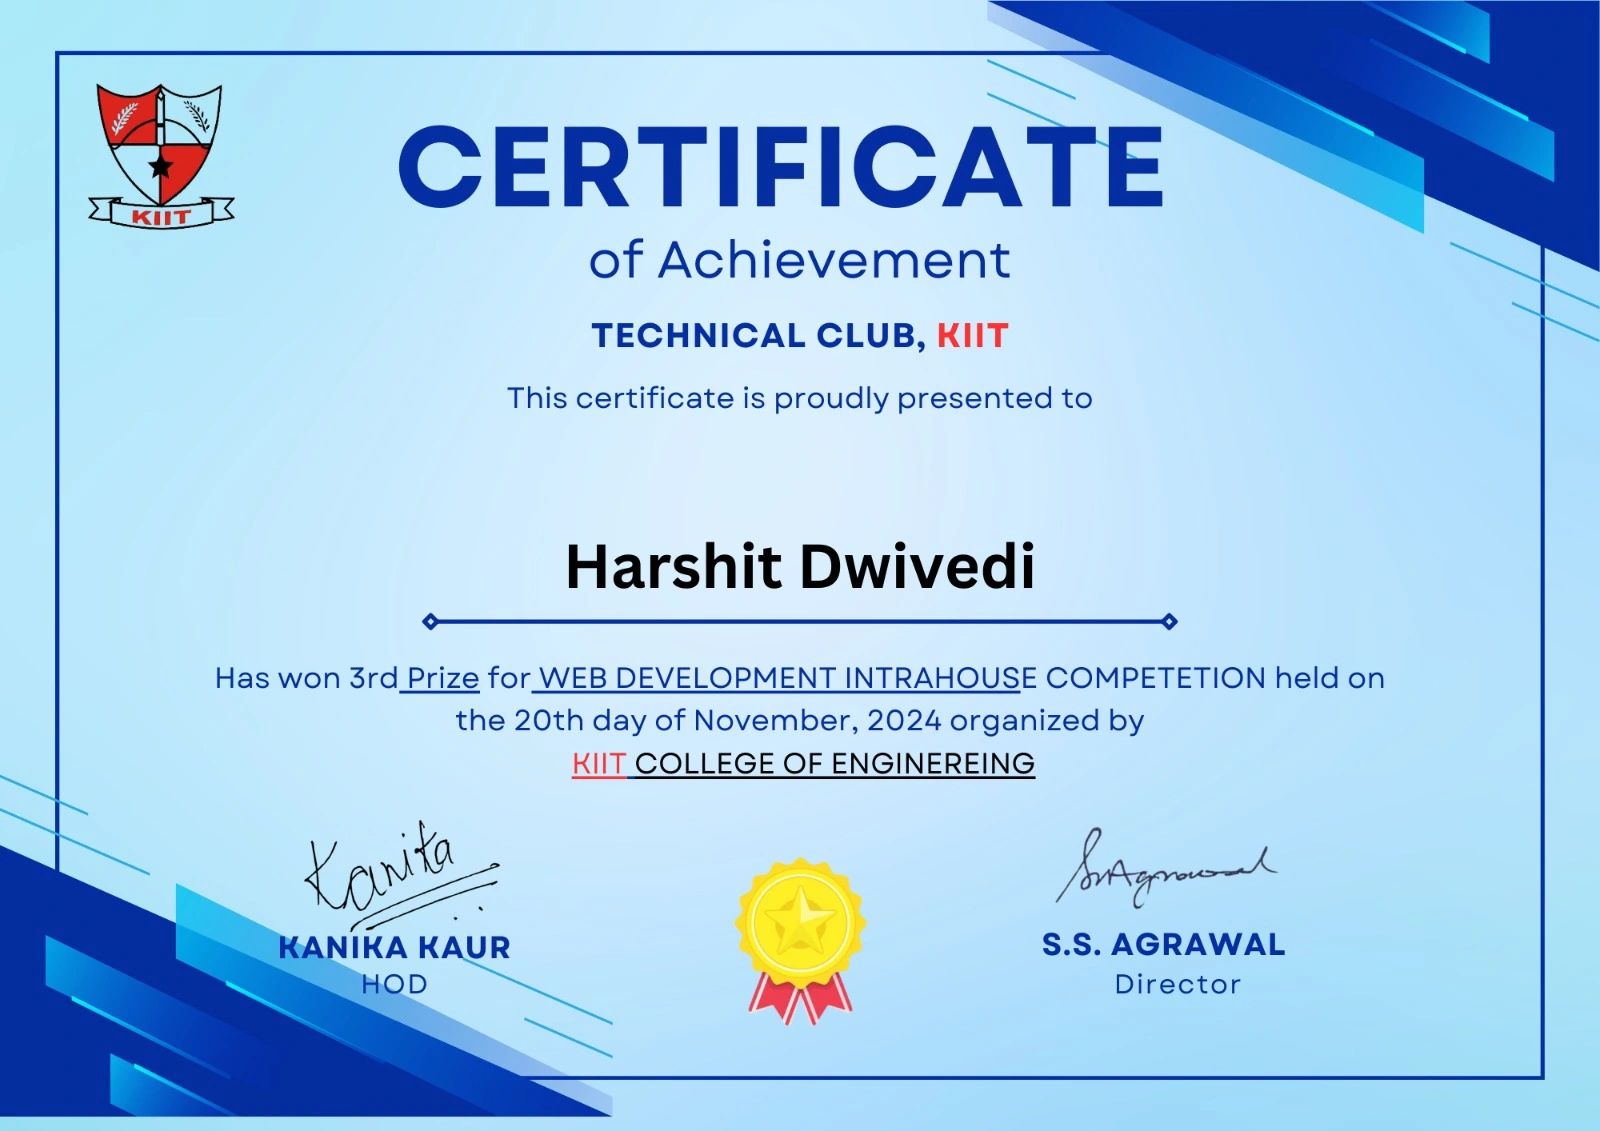 KIIT
CERTIFICATE
of Achievement
TECHNICAL CLUB, KIIT
This certificate is proudly presented to
Harshit Dwivedi
Has won 3rd Prize for WEB DEVELOPMENT INTRAHOUSE COMPETETION held on
the 20th day of November, 2024 organized by
KIIT COLLEGE OF ENGINEREING
Kanika
KANIKA KAUR
HOD
SnAgrawal
S.S. AGRAWAL
Director